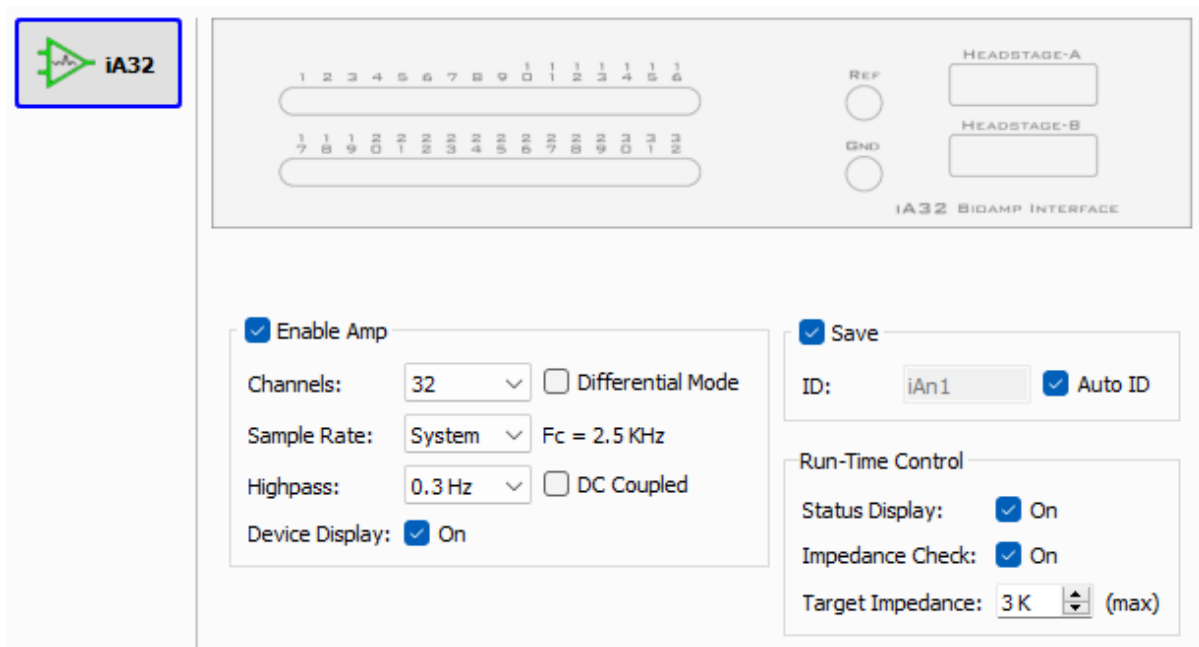 iA32
1 2 3 4 5 6 7 8 9 10 11 12 13 14 15 16
17 18 19 20 21 22 23 24 25 26 27 28 29 30 31 32
Ref
Gnd
Headstage-A
Headstage-B
iA32 Bioamp Interface
Enable Amp
Channels: 32 Differential Mode
Sample Rate: System Fc = 2.5 KHz
Highpass: 0.3 Hz DC Coupled
Device Display: On
Save
ID: iAn1 Auto ID
Run-Time Control
Status Display: On
Impedance Check: On
Target Impedance: 3 K (max)